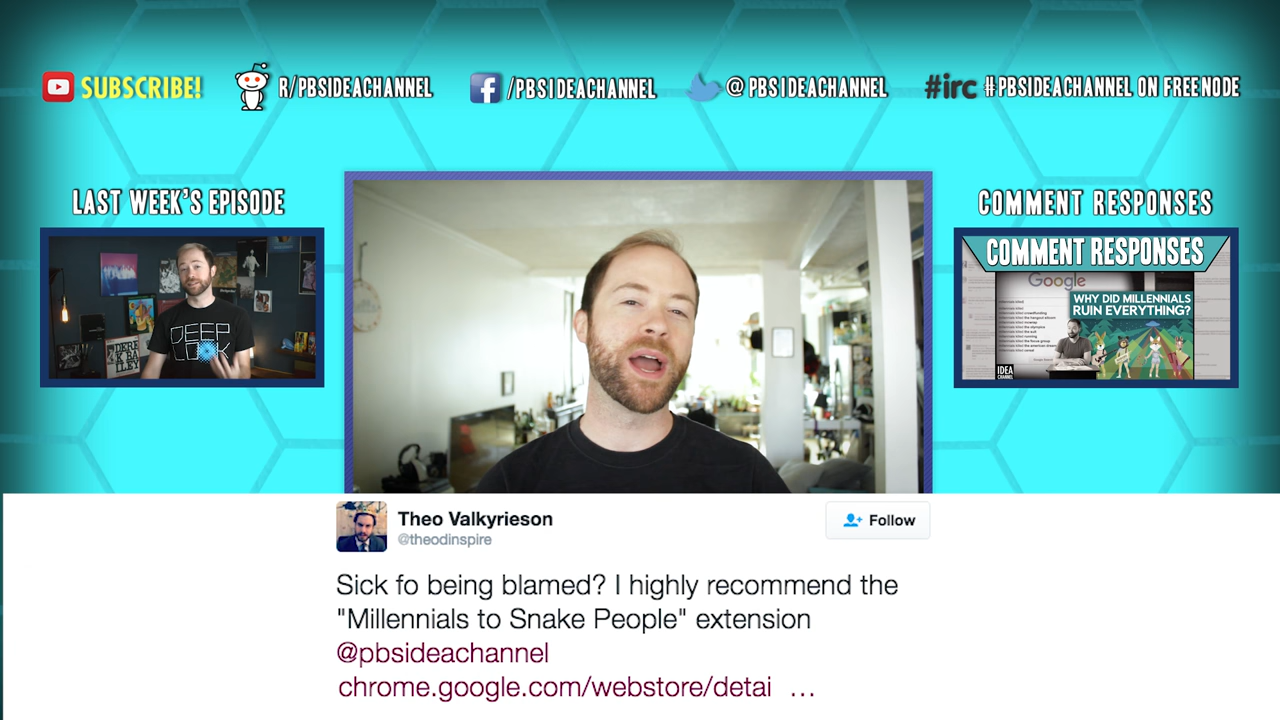 SUBSCRIBE!
R/PBSIDEACHANNEL
/PBSIDEACHANNEL
@PBSIDEACHANNEL
#irc #PBSIDEACHANNEL ON FREENODE
LAST WEEK'S EPISODE
DEEP
LOOK
COMMENT RESPONSES
COMMENT RESPONSES
Google
WHY DID MILLENNIALS
RUIN EVERYTHING?
IDEA
CHANNEL
Theo Valkyrieson
@theodinspire
Follow
Sick fo being blamed? I highly recommend the
"Millennials to Snake People" extension
@pbsideachannel
chrome.google.com/webstore/detai ...